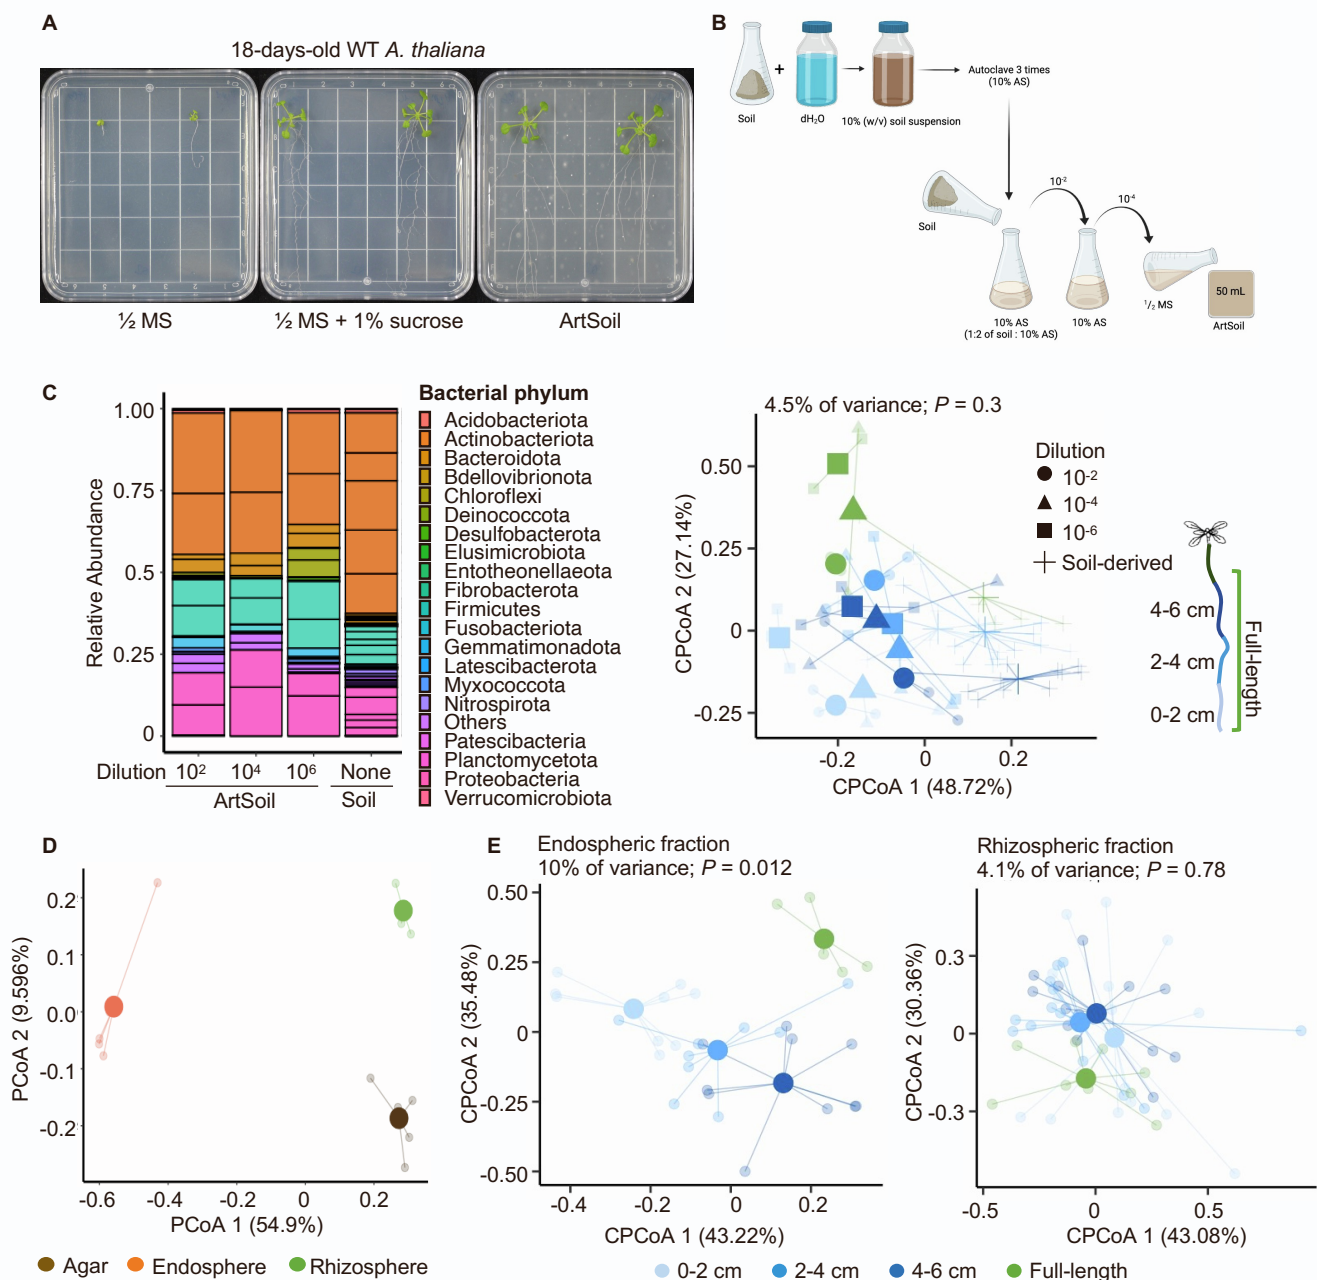 A
18-days-old WT A. thaliana
½ MS
½ MS + 1% sucrose
ArtSoil
B
Soil
+
dH₂O
10% (w/v) soil suspension
Autoclave 3 times
(10% AS)
Soil
10⁻²
10⁻⁴
10% AS
(1:2 of soil : 10% AS)
10% AS
½ MS
50 mL
ArtSoil
C
Relative Abundance
1.00
0.75
0.5
0.25
0
Dilution 10² 10⁴ 10⁶ None
ArtSoil Soil
Bacterial phylum
Acidobacteriota
Actinobacteriota
Bacteroidota
Bdellovibrionota
Chloroflexi
Deinococcota
Desulfobacterota
Elusimicrobiota
Entotheonellaeota
Fibrobacterota
Firmicutes
Fusobacteriota
Gemmatimonadota
Latescibacterota
Myxococcota
Nitrospirota
Others
Patescibacteria
Planctomycetota
Proteobacteria
Verrucomicrobiota
4.5% of variance; P = 0.3
CPCoA 2 (27.14%)
0.50
0.25
0
-0.25
-0.2 0 0.2
CPCoA 1 (48.72%)
Dilution
10⁻²
10⁻⁴
10⁻⁶
Soil-derived
4-6 cm
2-4 cm
0-2 cm
Full-length
D
PCoA 2 (9.596%)
0.2
0.1
0.0
-0.1
-0.2
-0.6 -0.4 -0.2 0 0.2
PCoA 1 (54.9%)
Agar Endosphere Rhizosphere
E
Endospheric fraction
10% of variance; P = 0.012
CPCoA 2 (35.48%)
0.50
0.25
0
-0.25
-0.50
-0.4 -0.2 0 0.2
CPCoA 1 (43.22%)
Rhizospheric fraction
4.1% of variance; P = 0.78
CPCoA 2 (30.36%)
0.3
0
-0.3
-0.5 0 0.5
CPCoA 1 (43.08%)
0-2 cm 2-4 cm 4-6 cm Full-length